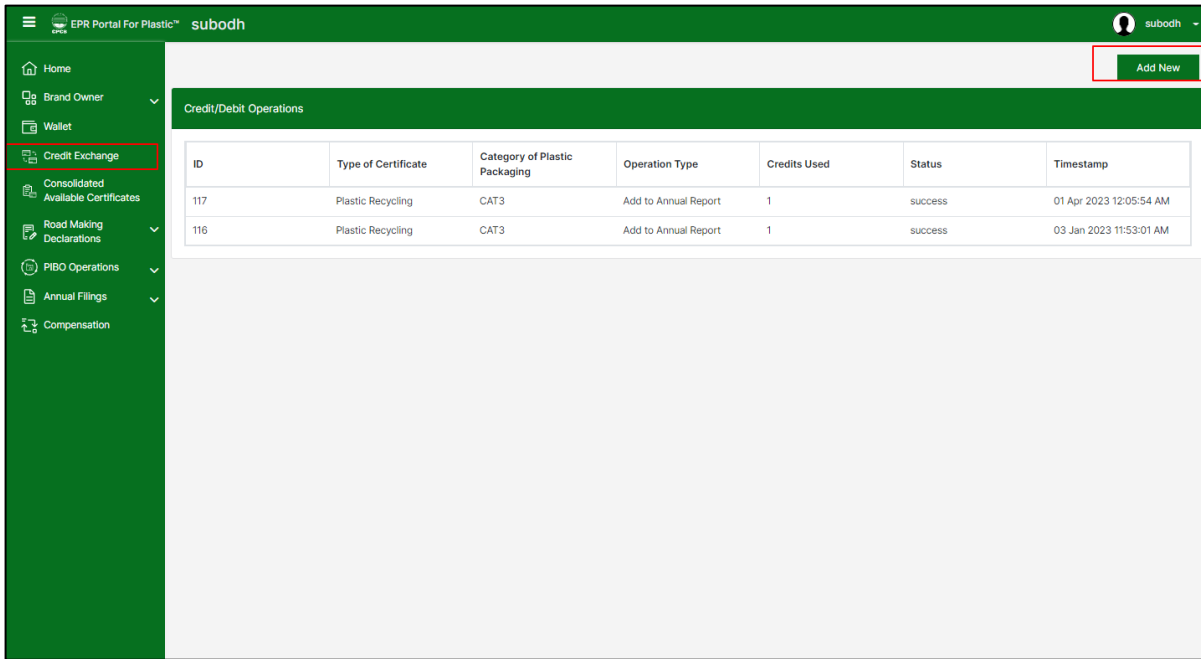 EPR Portal For Plastic™ subodh subodh
CPCB
Home
Add New
Brand Owner
Credit/Debit Operations
Wallet
Credit Exchange
Consolidated
Available Certificates
Road Making
Declarations
PIBO Operations
Annual Filings
Compensation
ID Type of Certificate Category of Plastic Packaging Operation Type Credits Used Status Timestamp
117 Plastic Recycling CAT3 Add to Annual Report 1 success 01 Apr 2023 12:05:54 AM
116 Plastic Recycling CAT3 Add to Annual Report 1 success 03 Jan 2023 11:53:01 AM